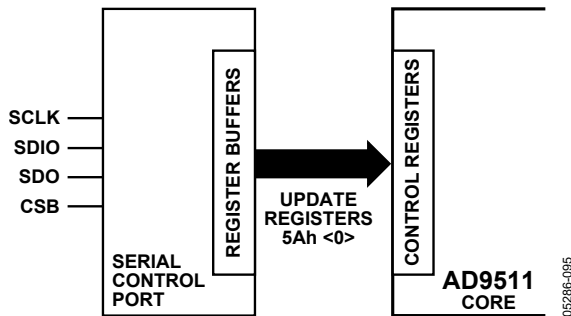 SCLK
SDIO
SDO
CSB
REGISTER BUFFERS
SERIAL
CONTROL
PORT
UPDATE
REGISTERS
5Ah <0>
CONTROL REGISTERS
AD9511
CORE
05286-095